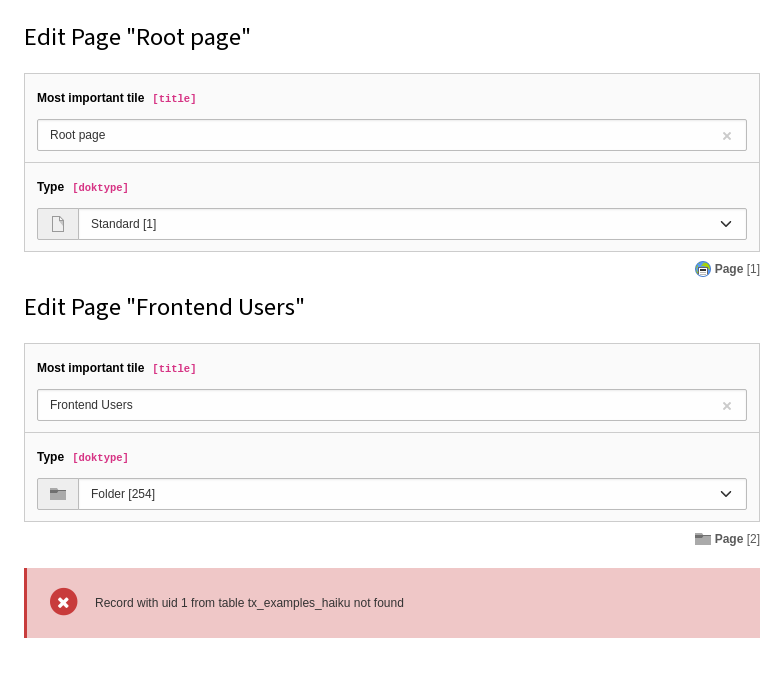 Edit Page "Root page"
Most important tile [title]
Root page
Type [doktype]
Standard [1]
Page [1]
Edit Page "Frontend Users"
Most important tile [title]
Frontend Users
Type [doktype]
Folder [254]
Page [2]
Record with uid 1 from table tx_examples_haiku not found